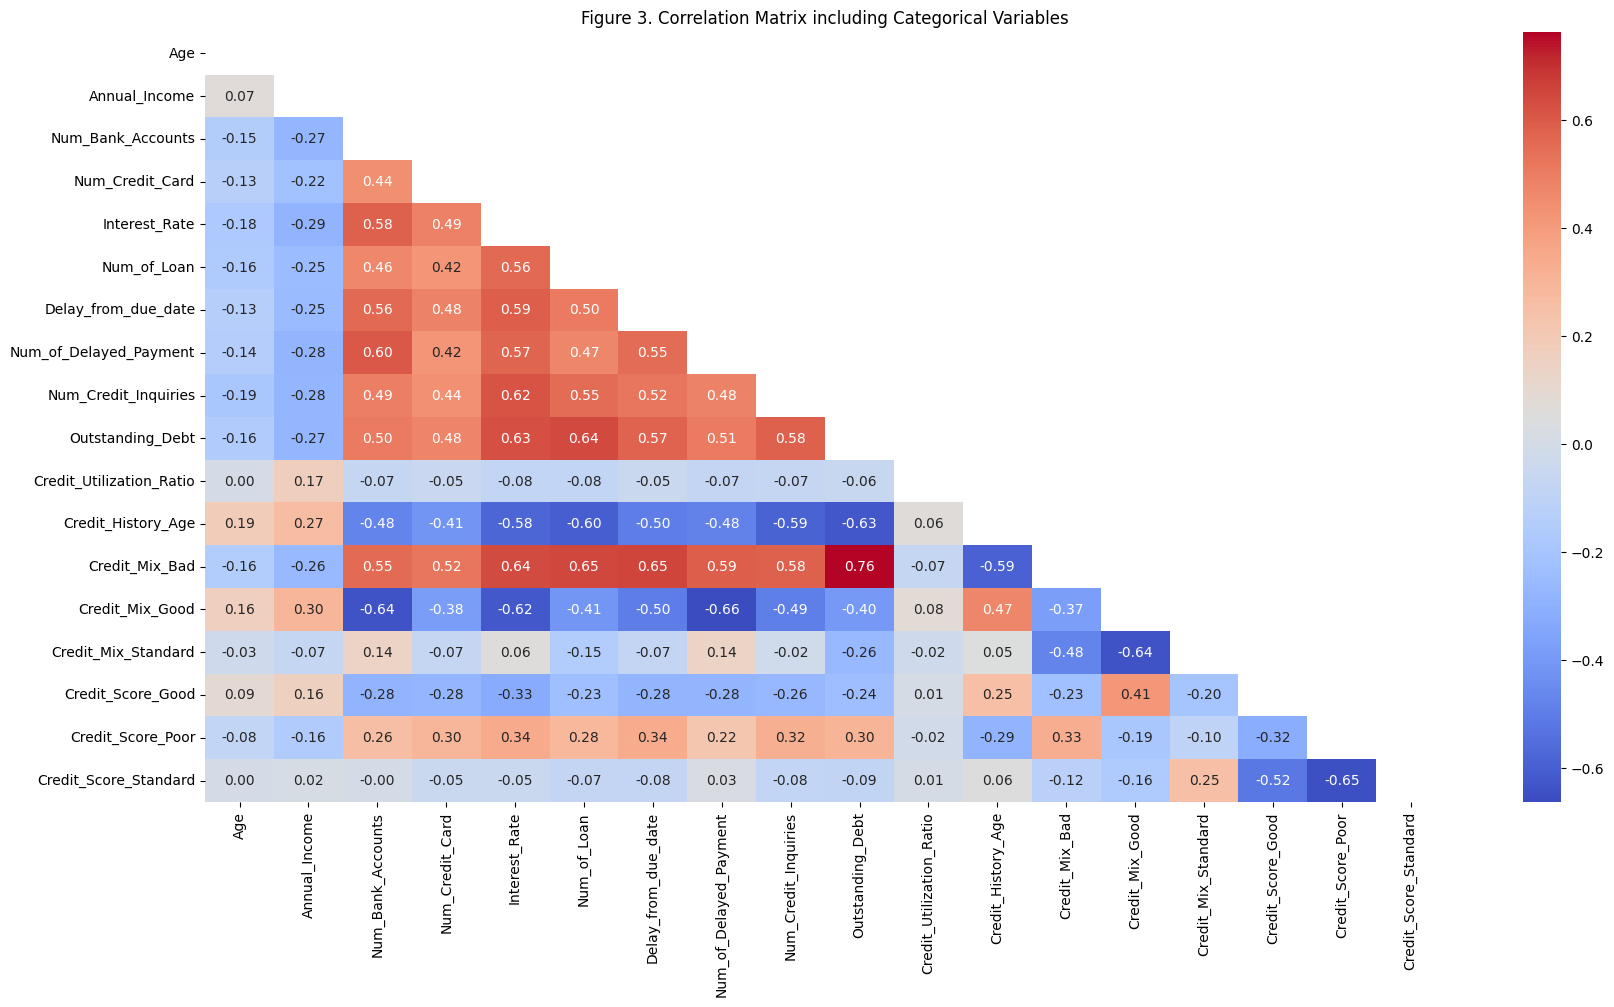 Figure 3. Correlation Matrix including Categorical Variables
Age
Annual_Income 0.07
Num_Bank_Accounts -0.15 -0.27
Num_Credit_Card -0.13 -0.22 0.44
Interest_Rate -0.18 -0.29 0.58 0.49
Num_of_Loan -0.16 -0.25 0.46 0.42 0.56
Delay_from_due_date -0.13 -0.25 0.56 0.48 0.59 0.50
Num_of_Delayed_Payment -0.14 -0.28 0.60 0.42 0.57 0.47 0.55
Num_Credit_Inquiries -0.19 -0.28 0.49 0.44 0.62 0.55 0.52 0.48
Outstanding_Debt -0.16 -0.27 0.50 0.48 0.63 0.64 0.57 0.51 0.58
Credit_Utilization_Ratio 0.00 0.17 -0.07 -0.05 -0.08 -0.08 -0.05 -0.07 -0.07 -0.06
Credit_History_Age 0.19 0.27 -0.48 -0.41 -0.58 -0.60 -0.50 -0.48 -0.59 -0.63 0.06
Credit_Mix_Bad -0.16 -0.26 0.55 0.52 0.64 0.65 0.65 0.59 0.58 0.76 -0.07 -0.59
Credit_Mix_Good 0.16 0.30 -0.64 -0.38 -0.62 -0.41 -0.50 -0.66 -0.49 -0.40 0.08 0.47 -0.37
Credit_Mix_Standard -0.03 -0.07 0.14 -0.07 0.06 -0.15 -0.07 0.14 -0.02 -0.26 -0.02 0.05 -0.48 -0.64
Credit_Score_Good 0.09 0.16 -0.28 -0.28 -0.33 -0.23 -0.28 -0.28 -0.26 -0.24 0.01 0.25 -0.23 0.41 -0.20
Credit_Score_Poor -0.08 -0.16 0.26 0.30 0.34 0.28 0.34 0.22 0.32 0.30 -0.02 -0.29 0.33 -0.19 -0.10 -0.32
Credit_Score_Standard 0.00 0.02 -0.00 -0.05 -0.05 -0.07 -0.08 0.03 -0.08 -0.09 0.01 0.06 -0.12 -0.16 0.25 -0.52 -0.65
Age
Annual_Income
Num_Bank_Accounts
Num_Credit_Card
Interest_Rate
Num_of_Loan
Delay_from_due_date
Num_of_Delayed_Payment
Num_Credit_Inquiries
Outstanding_Debt
Credit_Utilization_Ratio
Credit_History_Age
Credit_Mix_Bad
Credit_Mix_Good
Credit_Mix_Standard
Credit_Score_Good
Credit_Score_Poor
Credit_Score_Standard
0.6
0.4
0.2
0.0
−0.2
−0.4
−0.6